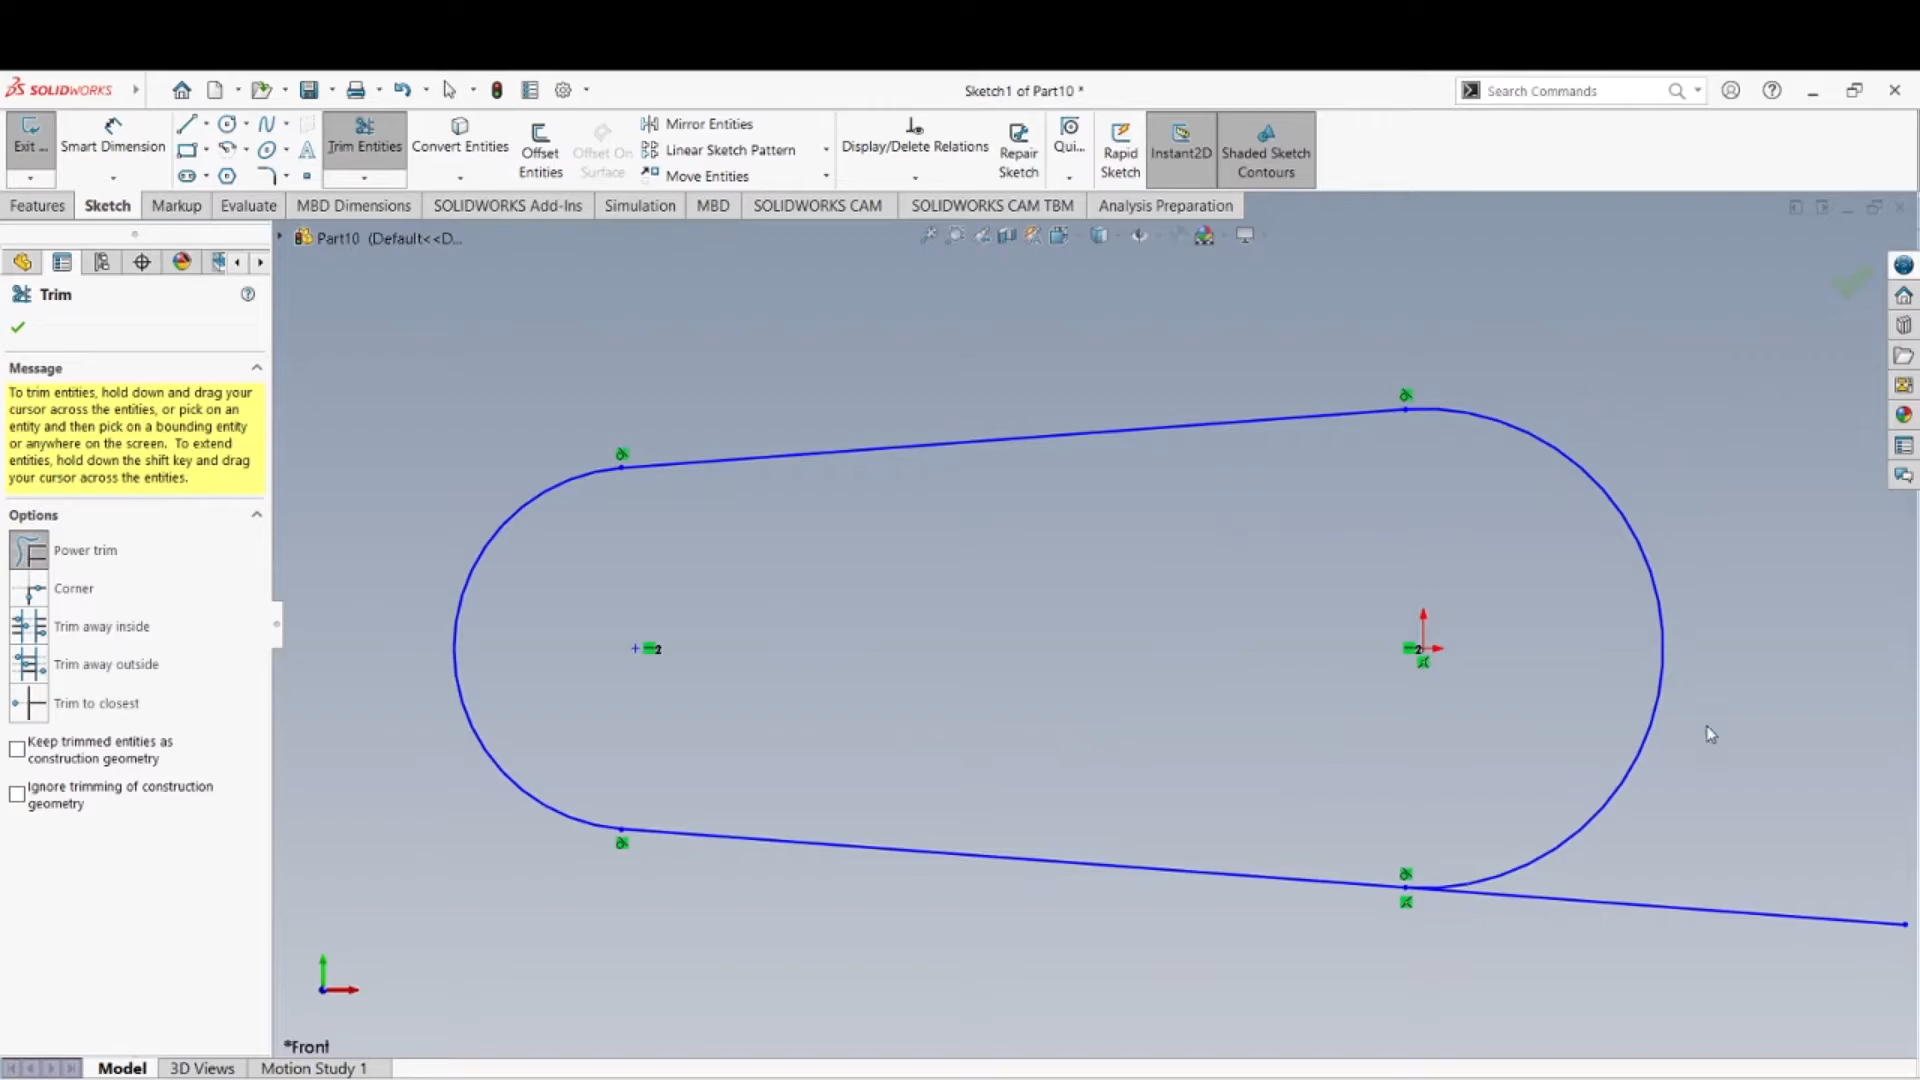 SOLIDWORKS
Sketch1 of Part10 *
Search Commands
Exit ...
Smart Dimension
Trim Entities
Convert Entities
Offset
Entities
Offset On
Surface
Mirror Entities
Linear Sketch Pattern
Move Entities
Display/Delete Relations
Repair
Sketch
Qui...
Rapid
Sketch
Instant2D
Shaded Sketch
Contours
Features
Sketch
Markup
Evaluate
MBD Dimensions
SOLIDWORKS Add-Ins
Simulation
MBD
SOLIDWORKS CAM
SOLIDWORKS CAM TBM
Analysis Preparation
Part10 (Default<<D...
Trim
Message
To trim entities, hold down and drag your
cursor across the entities, or pick on an
entity and then pick on a bounding entity
or anywhere on the screen. To extend
entities, hold down the shift key and drag
your cursor across the entities.
Options
Power trim
Corner
Trim away inside
Trim away outside
Trim to closest
Keep trimmed entities as
construction geometry
Ignore trimming of construction
geometry
2
2
*Front
Model
3D Views
Motion Study 1